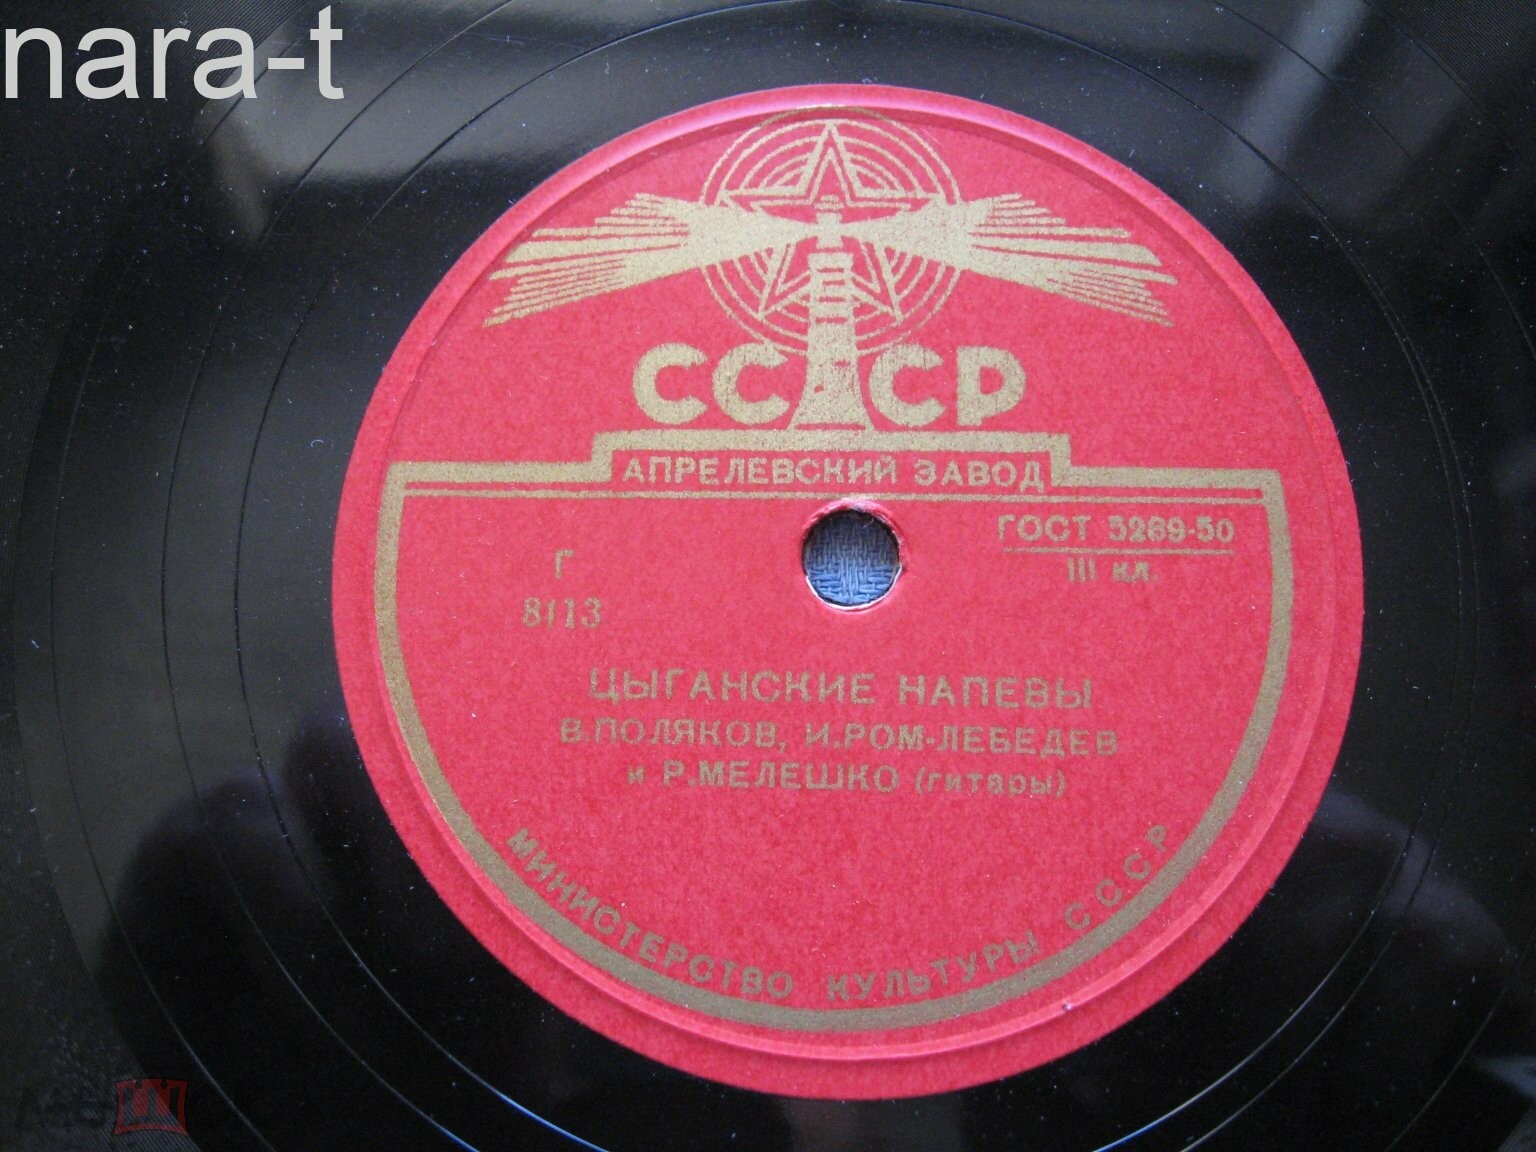 nara-t
СССР
АПРЕЛЕВСКИЙ ЗАВОД
ГОСТ 5289-50
III кл.
Г
8113
ЦЫГАНСКИЕ НАПЕВЫ
В.ПОЛЯКОВ, И.РОМ-ЛЕБЕДЕВ
и Р.МЕЛЕШКО (гитары)
МИНИСТЕРСТВО КУЛЬТУРЫ СССР